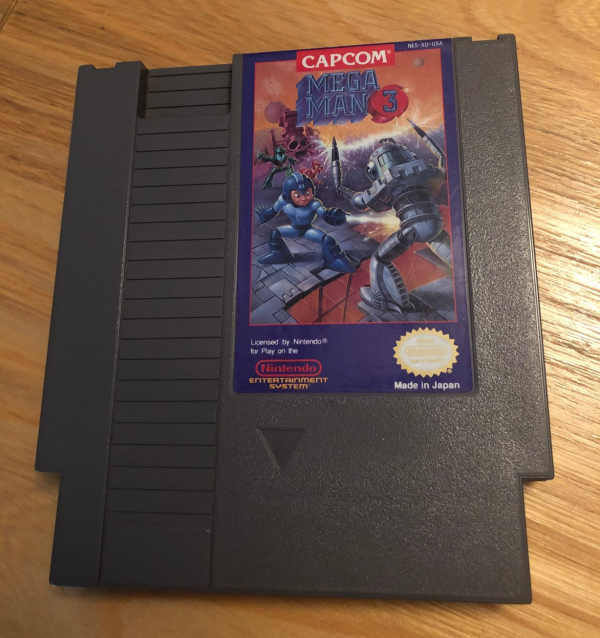 NES-XU-USA
CAPCOM®
MEGA
MAN 3
Licensed by Nintendo®
for Play on the
Nintendo
ENTERTAINMENT
SYSTEM
Made in Japan